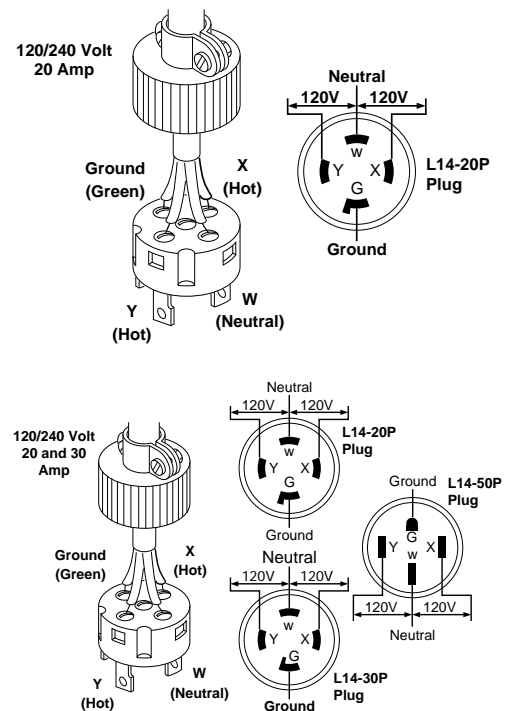 120/240 Volt
20 Amp
Ground
(Green)
X
(Hot)
Y
(Hot)
W
(Neutral)
Neutral
120V 120V
W
Y X
G
L14-20P
Plug
Ground
120/240 Volt
20 and 30
Amp
Ground
(Green)
X
(Hot)
Y
(Hot)
W
(Neutral)
Neutral
120V 120V
W
Y X
G
L14-20P
Plug
Ground
Neutral
120V 120V
W
Y X
G
L14-30P
Plug
Ground
Ground
L14-50P
Plug
G
Y X
W
120V 120V
Neutral